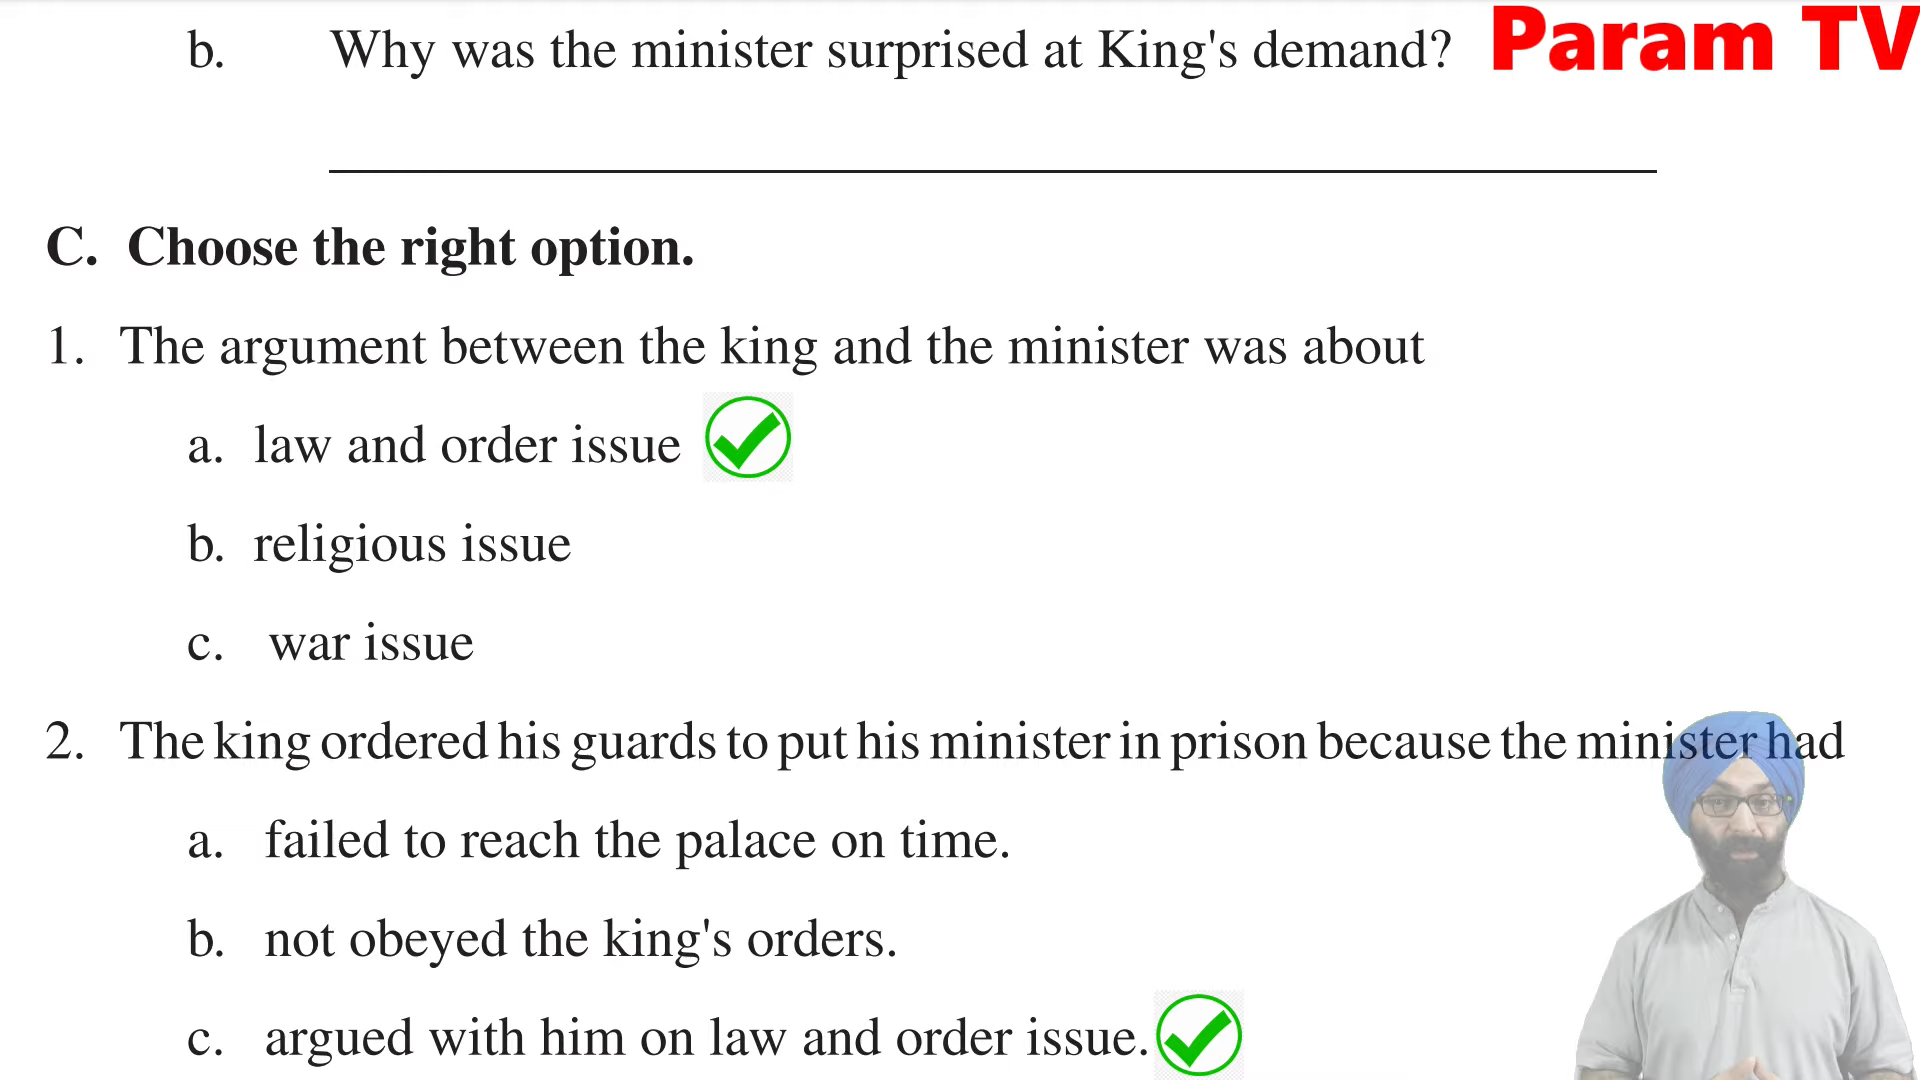 b. Why was the minister surprised at King's demand?
Param TV
C. Choose the right option.
1. The argument between the king and the minister was about
a. law and order issue
b. religious issue
c. war issue
2. The king ordered his guards to put his minister in prison because the minister had
a. failed to reach the palace on time.
b. not obeyed the king's orders.
c. argued with him on law and order issue.